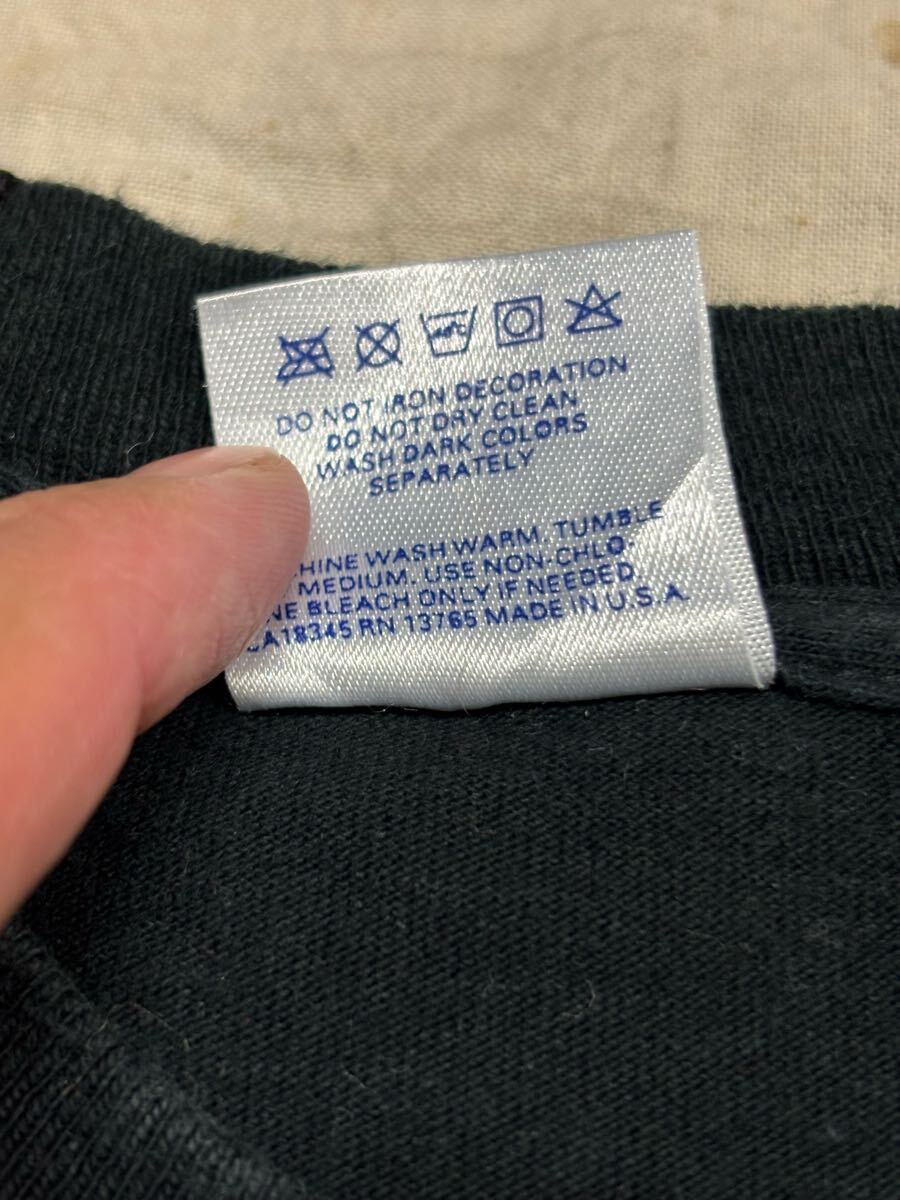 DO NOT IRON DECORATION
DO NOT DRY CLEAN
WASH DARK COLORS
SEPARATELY
HINE WASH WARM. TUMBLE
MEDIUM. USE NON-CHLO-
NE BLEACH ONLY IF NEEDED
CA18345 RN 13765 MADE IN U.S.A.